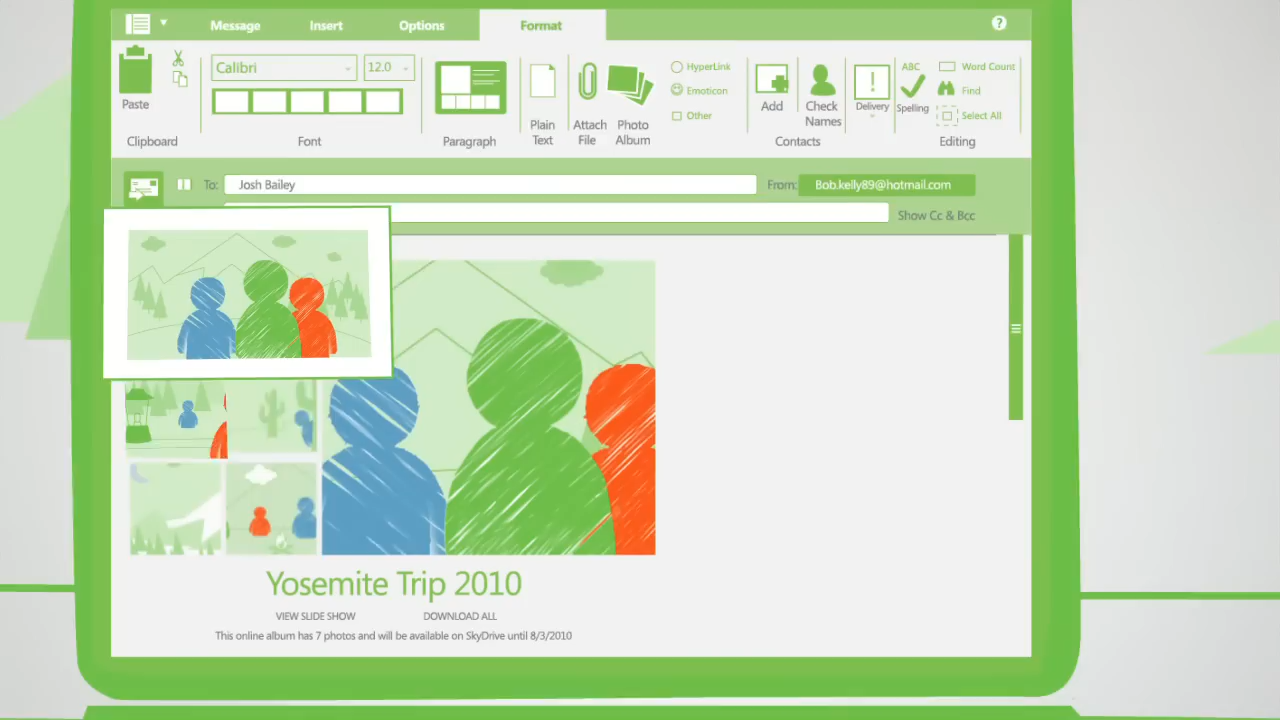 Message Insert Options Format ?
Calibri 12.0
Paste
Clipboard
Font
Paragraph
Plain Text
Attach File
Photo Album
HyperLink
Emoticon
Other
Add
Check Names
Contacts
Delivery
!
ABC
Spelling
Word Count
Find
Select All
Editing
To: Josh Bailey From: Bob.kelly89@hotmail.com
Show Cc & Bcc
Yosemite Trip 2010
VIEW SLIDE SHOW DOWNLOAD ALL
This online album has 7 photos and will be available on SkyDrive until 8/3/2010